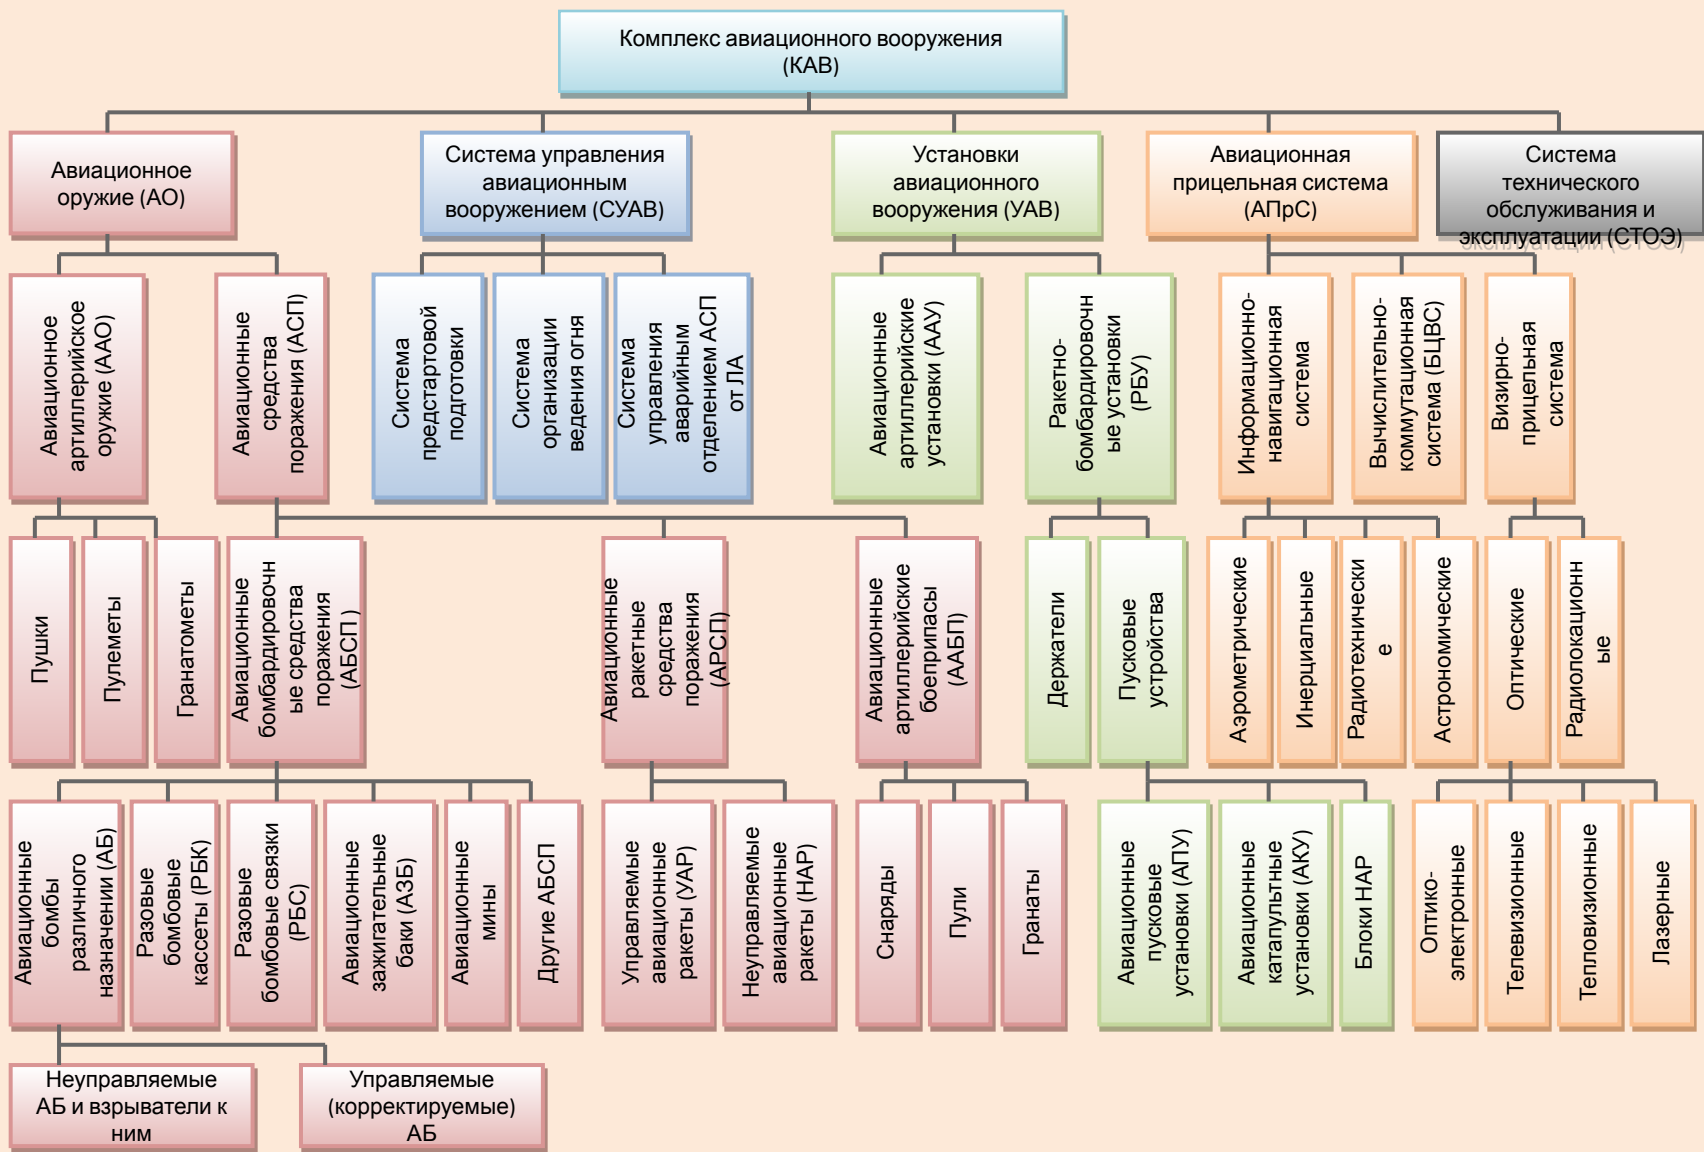 Комплекс авиационного вооружения
(КАВ)
Авиационное
оружие (АО)
Система управления
авиационным
вооружением (СУАВ)
Установки
авиационного
вооружения (УАВ)
Авиационная
прицельная система
(АПрС)
Система
технического
обслуживания и
эксплуатации (СТОЭ)
Авиационное
артиллерийское
оружие (ААО)
Авиационные
средства
поражения (АСП)
Система
предстартовой
подготовки
Система
организации
ведения огня
Система
управления
аварийным
отделением АСП
от ЛА
Авиационные
артиллерийские
установки (ААУ)
Ракетно-
бомбардировочн
ые установки
(РБУ)
Информационно-
навигационная
система
Вычислительно-
коммутационная
система (БЦВС)
Визирно-
прицельная
система
Пушки
Пулеметы
Гранатометы
Авиационные
бомбардировочн
ые средства
поражения
(АБСП)
Авиационные
ракетные
средства
поражения
(АРСП)
Авиационные
артиллерийские
боеприпасы
(ААБП)
Держатели
Пусковые
устройства
Аэрометрические
Инерциальные
Радиотехнически
е
Астрономические
Оптические
Радиолокационн
ые
Авиационные
бомбы
различного
назначении (АБ)
Разовые
бомбовые
кассеты (РБК)
Разовые
бомбовые связки
(РБС)
Авиационные
зажигательные
баки (АЗБ)
Авиационные
мины
Другие АБСП
Управляемые
авиационные
ракеты (УАР)
Неуправляемые
авиационные
ракеты (НАР)
Снаряды
Пули
Гранаты
Авиационные
пусковые
установки (АПУ)
Авиационные
катапультные
установки (АКУ)
Блоки НАР
Оптико-
электронные
Телевизионные
Тепловизионные
Лазерные
Неуправляемые
АБ и взрыватели к
ним
Управляемые
(корректируемые)
АБ